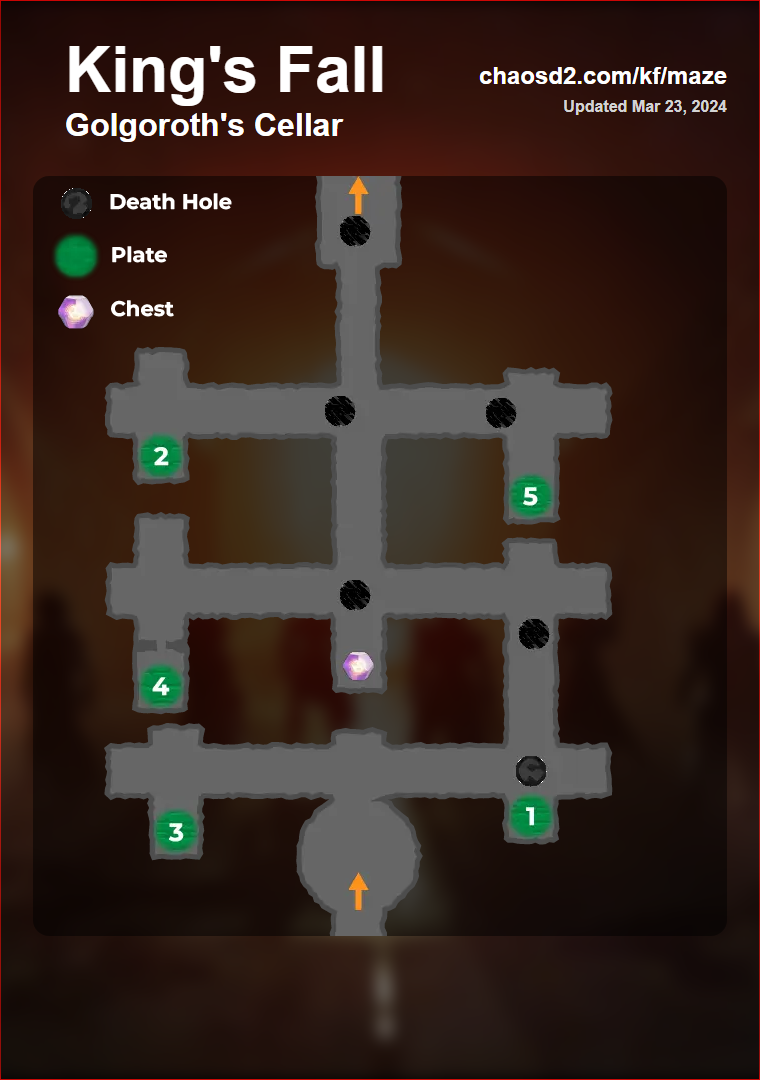 King's Fall
Golgoroth's Cellar
chaosd2.com/kf/maze
Updated Mar 23, 2024
Death Hole
Plate
Chest
2
5
4
3
1